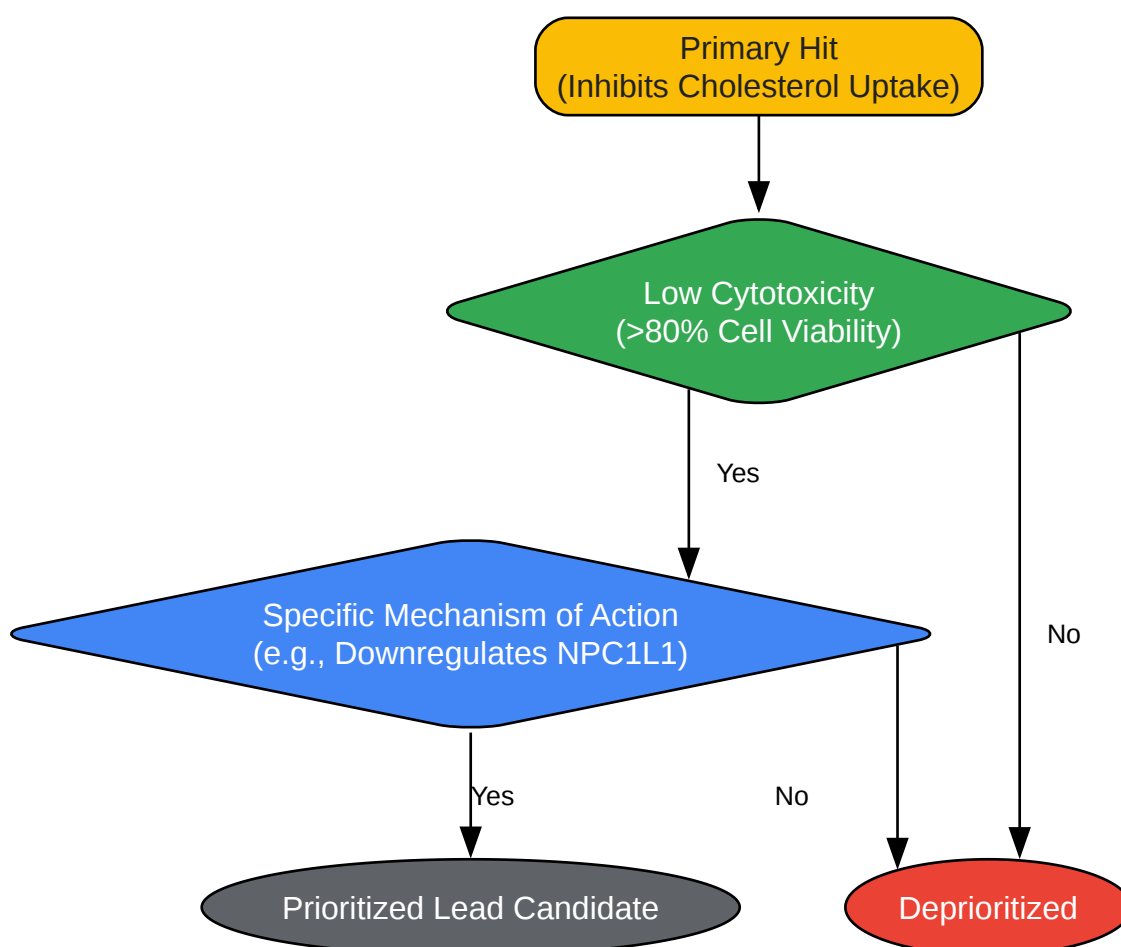 Primary Hit
(Inhibits Cholesterol Uptake)
Low Cytotoxicity
(>80% Cell Viability)
Yes
Specific Mechanism of Action
(e.g., Downregulates NPC1L1)
No
Yes
No
Prioritized Lead Candidate
Deprioritized